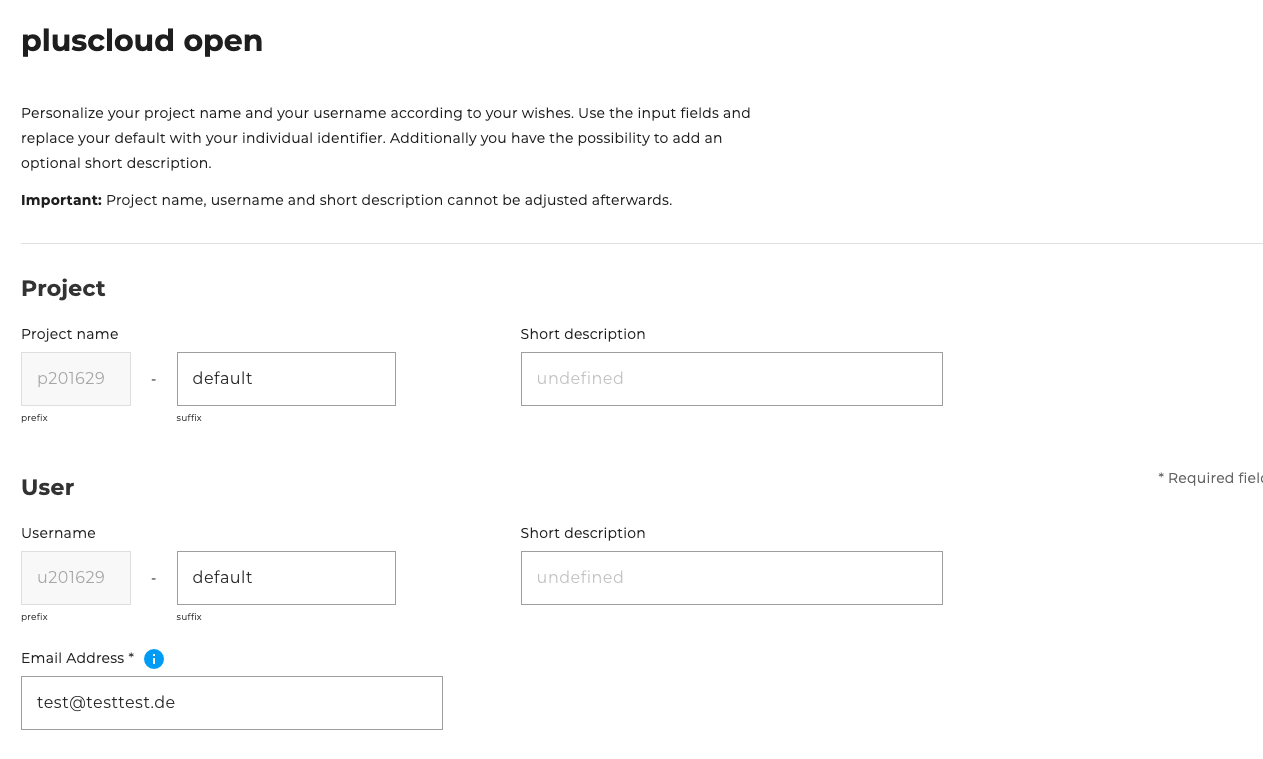 pluscloud open
Personalize your project name and your username according to your wishes. Use the input fields and
replace your default with your individual identifier. Additionally you have the possibility to add an
optional short description.
Important: Project name, username and short description cannot be adjusted afterwards.
Project
Project name
Short description
p201629 - default
undefined
prefix
suffix
* Required fiel
User
Username
Short description
u201629 - default
undefined
prefix
suffix
Email Address *
test@testtest.de